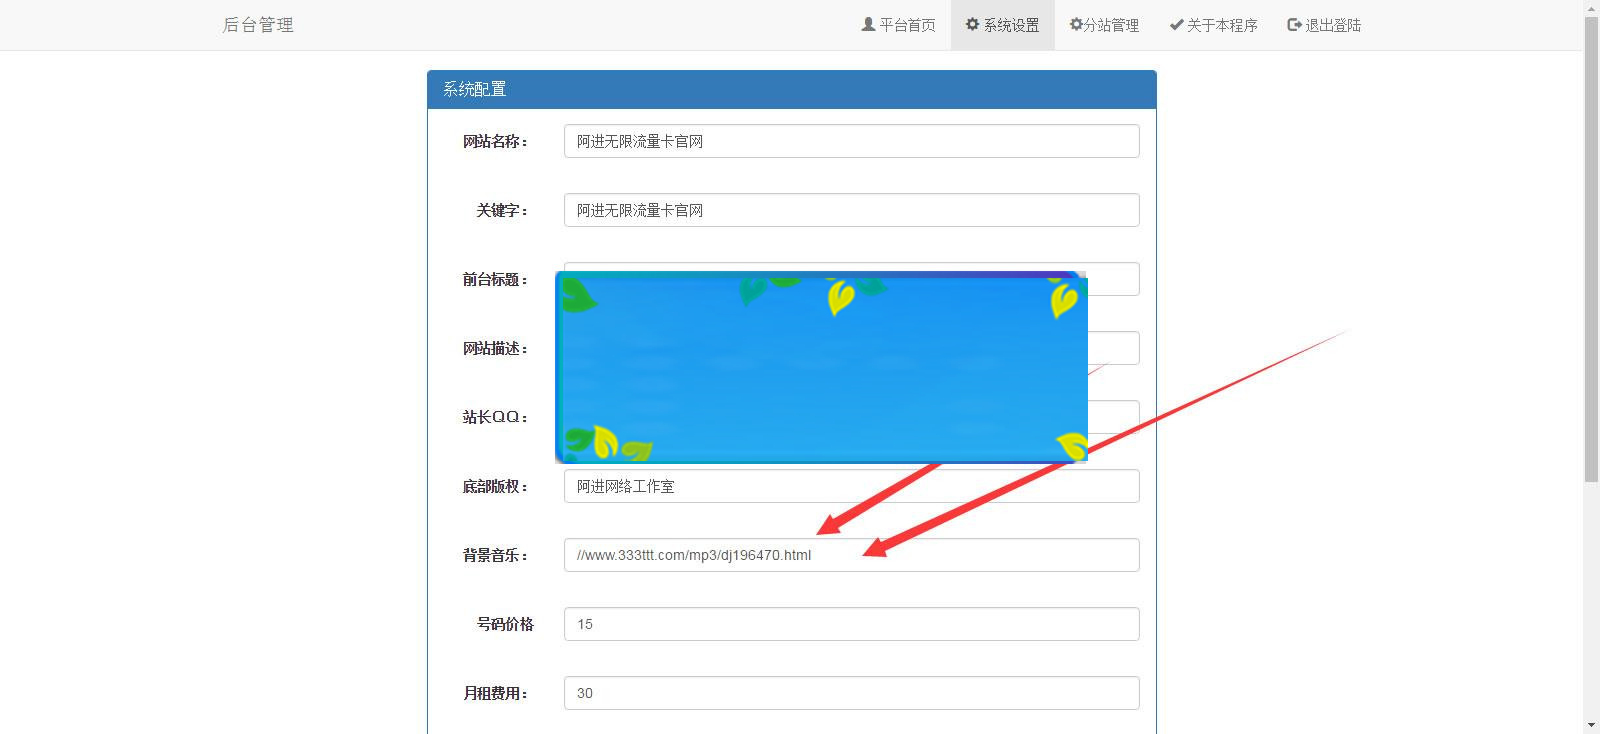 后台管理
平台首页
系统设置
分站管理
关于本程序
退出登陆
系统配置
网站名称：
阿进无限流量卡官网
关键字：
阿进无限流量卡官网
前台标题：
网站描述：
站长QQ：
底部版权：
阿进网络工作室
背景音乐：
//www.333ttt.com/mp3/dj196470.html
号码价格
15
月租费用：
30